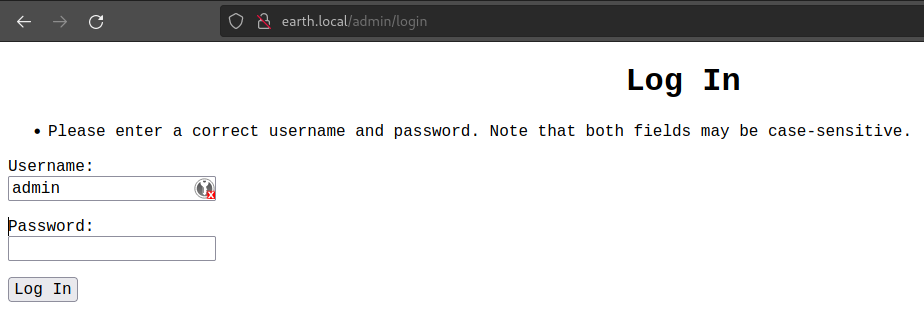 earth.local/admin/login
Log In
• Please enter a correct username and password. Note that both fields may be case-sensitive.
Username:
admin
Password:
Log In